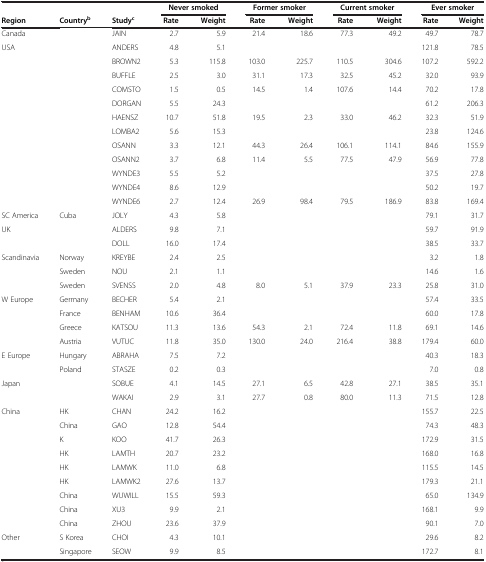 Never smoked Former smoker Current smoker Ever smoker
Region Country^b Study^c Rate Weight Rate Weight Rate Weight Rate Weight
Canada JAIN 2.7 5.9 21.4 18.6 77.3 49.2 49.7 78.7
USA ANDERS 4.8 5.1 121.8 78.5
BROWN2 5.3 115.8 103.0 225.7 110.5 304.6 107.2 592.2
BUFFLE 2.5 3.0 31.1 17.3 32.5 45.2 32.0 93.9
COMSTO 1.5 0.5 14.5 1.4 107.6 14.4 70.2 17.8
DORGAN 5.5 24.3 61.2 206.3
HAENSZ 10.7 51.8 19.5 2.3 33.0 46.2 32.3 51.9
LOMBA2 5.6 15.3 23.8 124.6
OSANN 3.3 12.1 44.3 26.4 106.1 114.1 84.6 155.9
OSANN2 3.7 6.8 11.4 5.5 77.5 47.9 56.9 77.8
WYNDE3 5.5 5.2 37.5 27.8
WYNDE4 8.6 12.9 50.2 19.7
WYNDE6 2.7 12.4 26.9 98.4 79.5 186.9 83.8 169.4
SC America Cuba JOLY 4.3 5.8 79.1 31.7
UK ALDERS 9.8 7.1 59.7 91.9
DOLL 16.0 17.4 38.5 33.7
Scandinavia Norway KREYBE 2.4 2.5 3.2 1.8
Sweden NOU 2.1 1.1 14.6 1.6
Sweden SVENSS 2.0 4.8 8.0 5.1 37.9 23.3 25.8 31.0
W Europe Germany BECHER 5.4 2.1 57.4 33.5
France BENHAM 10.6 36.4 60.0 17.8
Greece KATSOU 11.3 13.6 54.3 2.1 72.4 11.8 69.1 14.6
Austria VUTUC 11.8 35.0 130.0 24.0 216.4 38.8 179.4 60.0
E Europe Hungary ABRAHA 7.5 7.2 40.3 18.3
Poland STASZE 0.2 0.3 7.0 0.8
Japan SOBUE 4.1 14.5 27.1 6.5 42.8 27.1 38.5 35.1
WAKAI 2.9 3.1 27.7 0.8 80.0 11.3 71.5 12.8
China HK CHAN 24.2 16.2 155.7 22.5
China GAO 12.8 54.4 74.3 48.3
K KOO 41.7 26.3 172.9 31.5
HK LAMTH 20.7 23.2 168.0 16.8
HK LAMWK 11.0 6.8 115.5 14.5
HK LAMWK2 27.6 13.7 179.3 21.1
China WUWILL 15.5 59.3 65.0 134.9
China XU3 9.9 2.1 168.1 9.9
China ZHOU 23.6 37.9 90.1 7.0
Other S Korea CHOI 4.3 10.1 29.6 8.2
Singapore SEOW 9.9 8.5 172.7 8.1